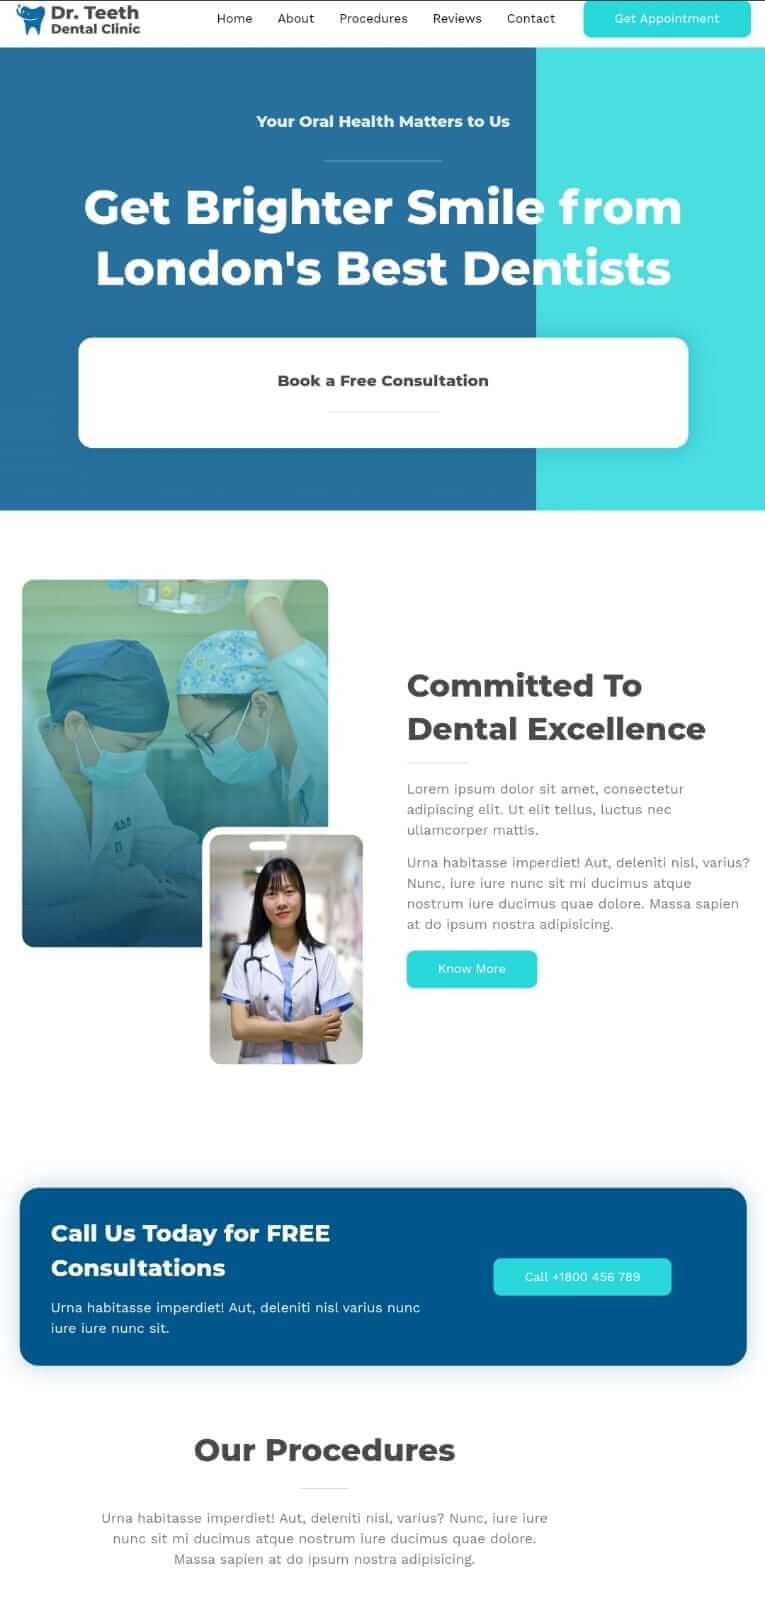 Dr. Teeth
Dental Clinic
Home About Procedures Reviews Contact Get Appointment
Your Oral Health Matters to Us
Get Brighter Smile from
London's Best Dentists
Book a Free Consultation
Committed To
Dental Excellence
Lorem ipsum dolor sit amet, consectetur
adipiscing elit. Ut elit tellus, luctus nec
ullamcorper mattis.
Urna habitasse imperdiet! Aut, deleniti nisl, varius?
Nunc, iure iure nunc sit mi ducimus atque
nostrum iure ducimus quae dolore. Massa sapien
at do ipsum nostra adipisicing.
Know More
Call Us Today for FREE
Consultations
Urna habitasse imperdiet! Aut, deleniti nisl varius nunc
iure iure nunc sit.
Call +1800 456 789
Our Procedures
Urna habitasse imperdiet! Aut, deleniti nisl, varius? Nunc, iure iure
nunc sit mi ducimus atque nostrum iure ducimus quae dolore.
Massa sapien at do ipsum nostra adipisicing.